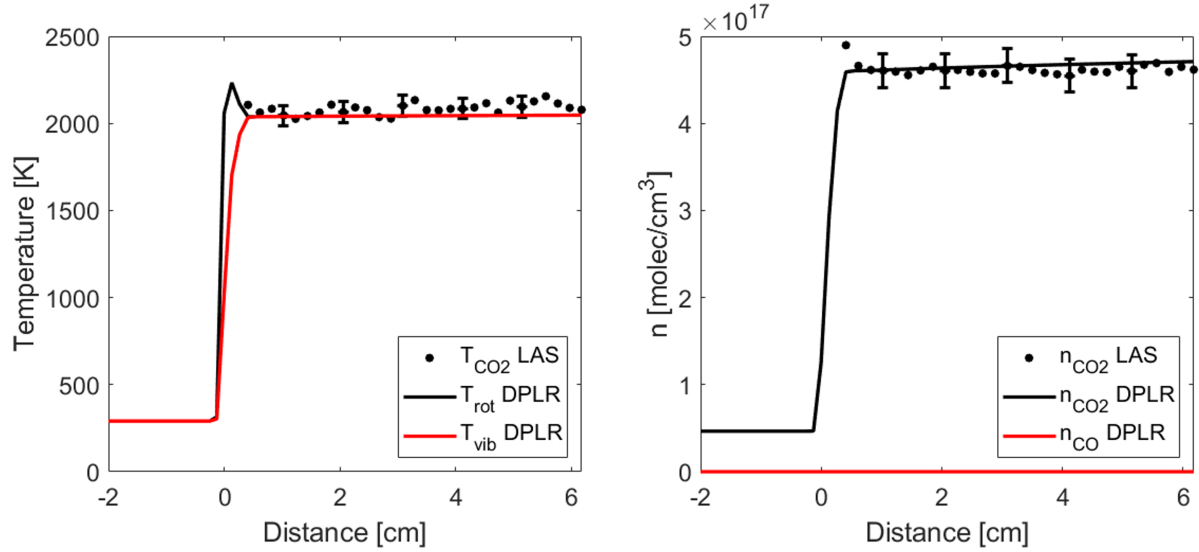 2500
2000
1500
1000
500
0
-2
0
2
4
6
Temperature [K]
Distance [cm]
T_CO2 LAS
T_rot DPLR
T_vib DPLR
×10^17
5
4
3
2
1
0
-2
0
2
4
6
n [molec/cm^3]
Distance [cm]
n_CO2 LAS
n_CO2 DPLR
n_CO DPLR